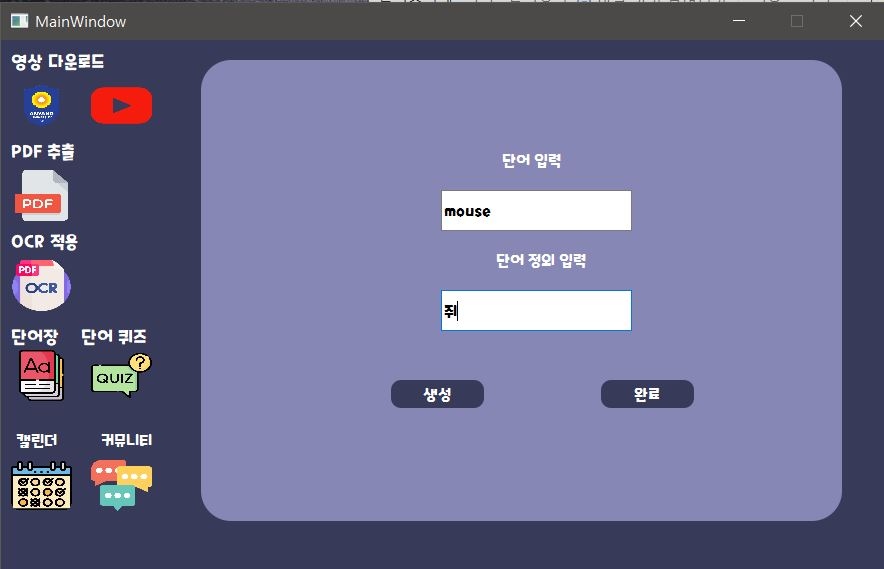 MainWindow
영상 다운로드
PDF 추출
PDF
OCR 적용
PDF
OCR
단어장 단어 퀴즈
Aa
QUIZ
?
캘린더 커뮤니티
단어 입력
mouse
단어 정의 입력
쥐
생성 완료